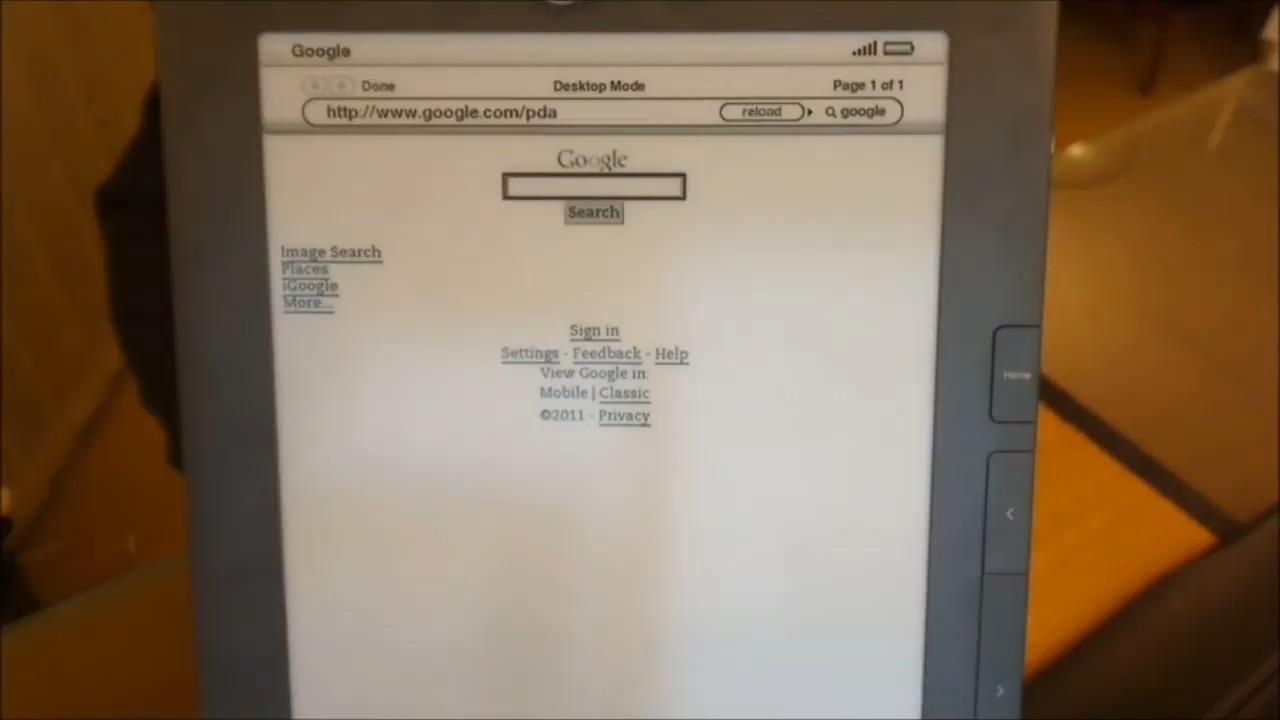 Google
Done Desktop Mode Page 1 of 1
http://www.google.com/pda reload google
Google
Search
Image Search
Places
iGoogle
More...
Sign in
Settings - Feedback - Help
View Google in:
Mobile | Classic
©2011 - Privacy
Home